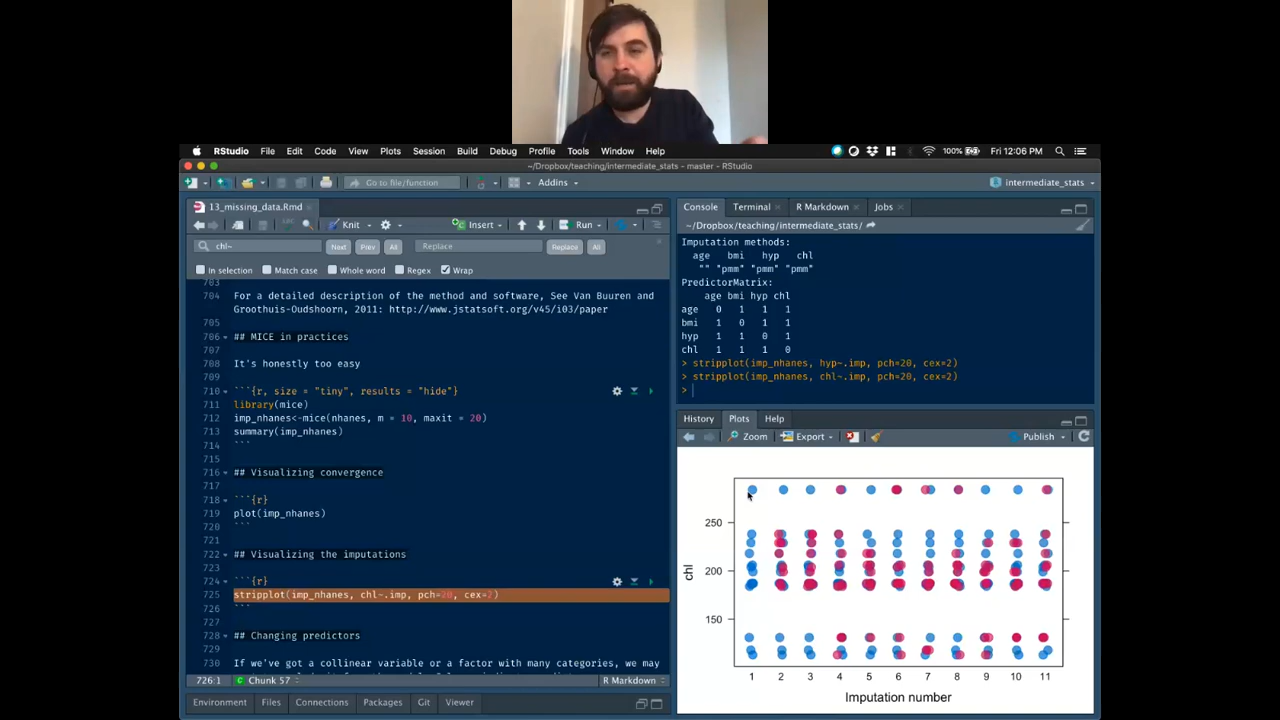 RStudio File Edit Code View Plots Session Build Debug Profile Tools Window Help 100% Fri 12:06 PM
~/Dropbox/teaching/intermediate_stats - master - RStudio
Go to file/function Addins intermediate_stats
13_missing_data.Rmd
Knit Insert Run
chl~ Next Prev All Replace Replace All
In selection Match case Whole word Regex Wrap
703
704 For a detailed description of the method and software, See Van Buuren and
Groothuis-Oudshoorn, 2011: http://www.jstatsoft.org/v45/i03/paper
705
706 ## MICE in practices
707
708 It's honestly too easy
709
710 ```{r, size = "tiny", results = "hide"}
711 library(mice)
712 imp_nhanes<-mice(nhanes, m = 10, maxit = 20)
713 summary(imp_nhanes)
714 ```
715
716 ## Visualizing convergence
717
718 ```{r}
719 plot(imp_nhanes)
720 ```
721
722 ## Visualizing the imputations
723
724 ```{r}
725 stripplot(imp_nhanes, chl~.imp, pch=20, cex=2)
726 ```
727
728 ## Changing predictors
729
730 If we've got a collinear variable or a factor with many categories, we may
726:1 Chunk 57 R Markdown
Environment Files Connections Packages Git Viewer
Console Terminal R Markdown Jobs
~/Dropbox/teaching/intermediate_stats/
Imputation methods:
age bmi hyp chl
"" "pmm" "pmm" "pmm"
PredictorMatrix:
age bmi hyp chl
age 0 1 1 1
bmi 1 0 1 1
hyp 1 1 0 1
chl 1 1 1 0
> stripplot(imp_nhanes, hyp~.imp, pch=20, cex=2)
> stripplot(imp_nhanes, chl~.imp, pch=20, cex=2)
>
History Plots Help
Zoom Export Publish
250
200
150
chl
1 2 3 4 5 6 7 8 9 10 11
Imputation number